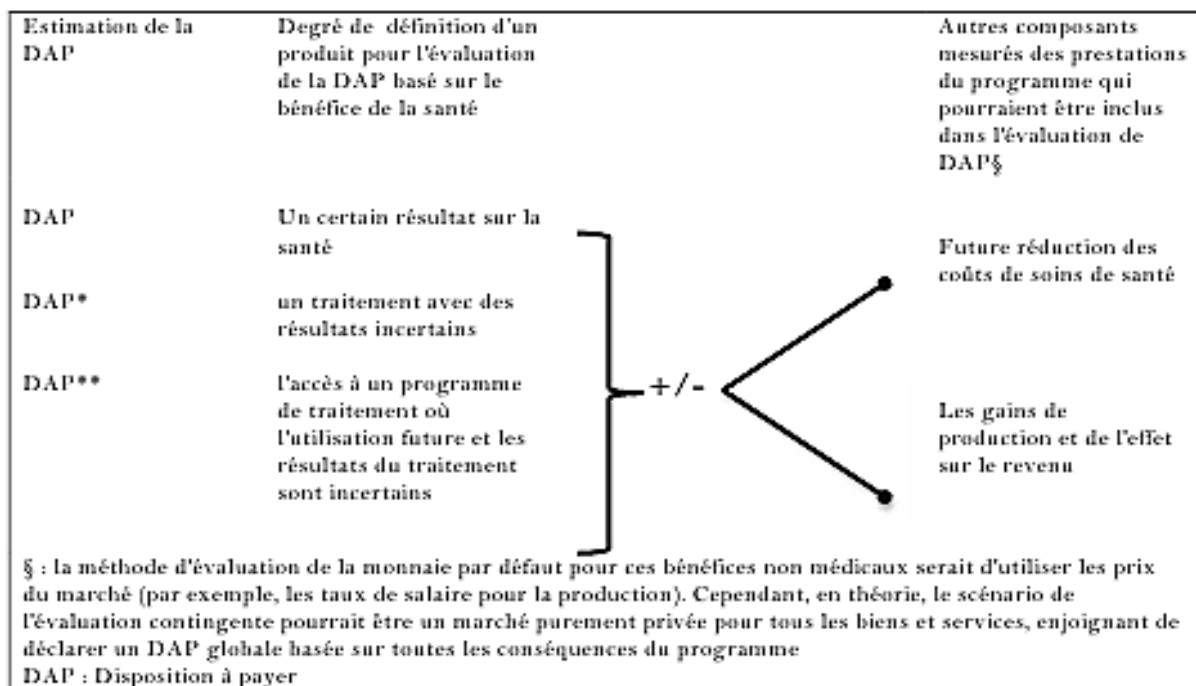 Estimation de la
DAP
Degré de définition d'un
produit pour l'évaluation
de la DAP basé sur le
bénéfice de la santé
Autres composants
mesurés des prestations
du programme qui
pourraient être inclus
dans l'évaluation de
DAP§
DAP
Un certain résultat sur la
santé
DAP*
un traitement avec des
résultats incertains
DAP**
l'accès à un programme
de traitement où
l'utilisation future et les
résultats du traitement
sont incertains
+/-
Future réduction des
coûts de soins de santé
Les gains de
production et de l'effet
sur le revenu
§ : la méthode d'évaluation de la monnaie par défaut pour ces bénéfices non médicaux serait d'utiliser les prix
du marché (par exemple, les taux de salaire pour la production). Cependant, en théorie, le scénario de
l'évaluation contingente pourrait être un marché purement privée pour tous les biens et services, enjoignant de
déclarer un DAP globale basée sur toutes les conséquences du programme
DAP : Disposition à payer